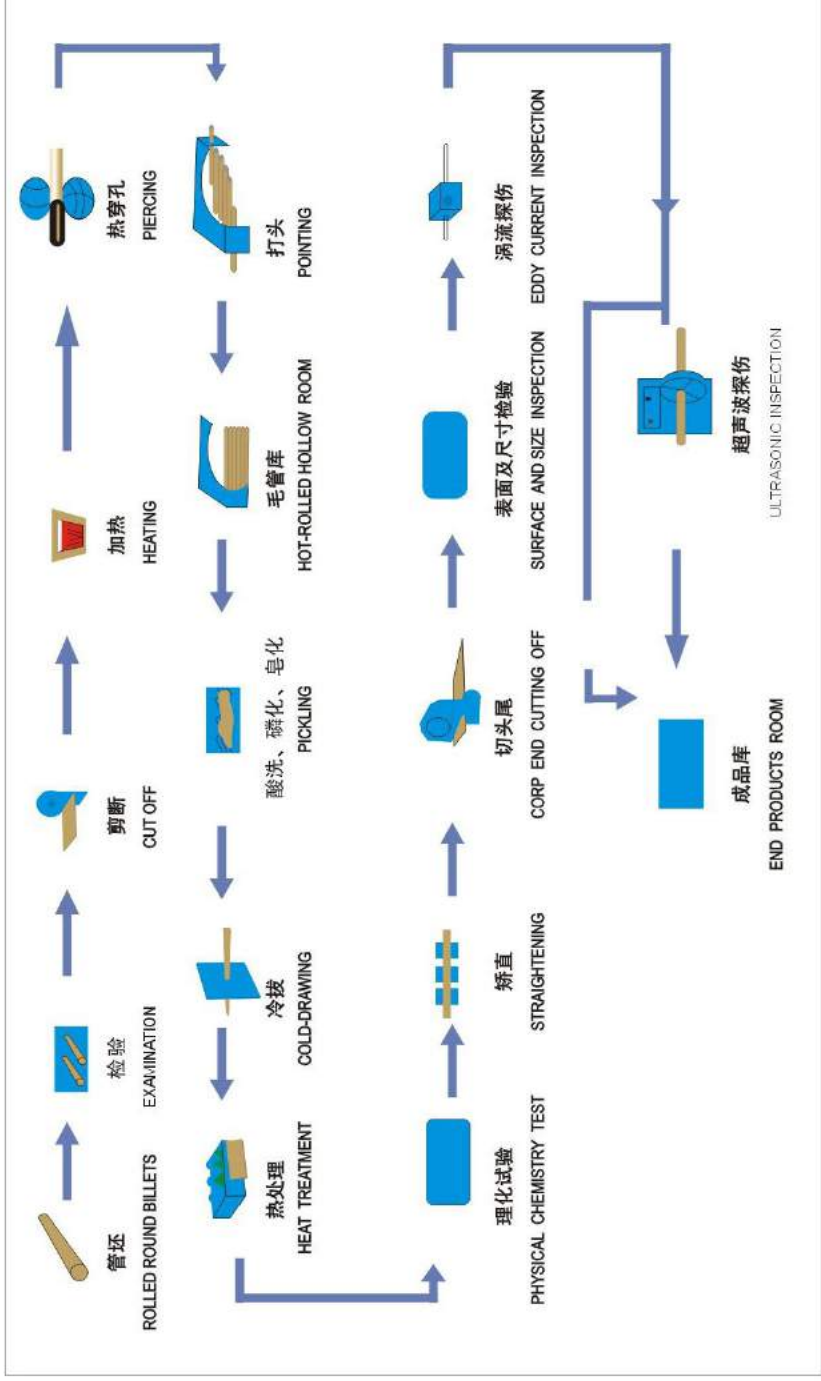 管坯
ROLLED ROUND BILLETS
检验
EXAMINATION
剪断
CUT OFF
加热
HEATING
热穿孔
PIERCING
打头
POINTING
毛管库
HOT-ROLLED HOLLOW ROOM
酸洗、磷化、皂化
PICKLING
冷拔
COLD-DRAWING
热处理
HEAT TREATMENT
理化试验
PHYSICAL CHEMISTRY TEST
矫直
STRAIGHTENING
切头尾
CORP END CUTTING OFF
表面及尺寸检验
SURFACE AND SIZE INSPECTION
涡流探伤
EDDY CURRENT INSPECTION
超声波探伤
ULTRASONIC INSPECTION
成品库
END PRODUCTS ROOM